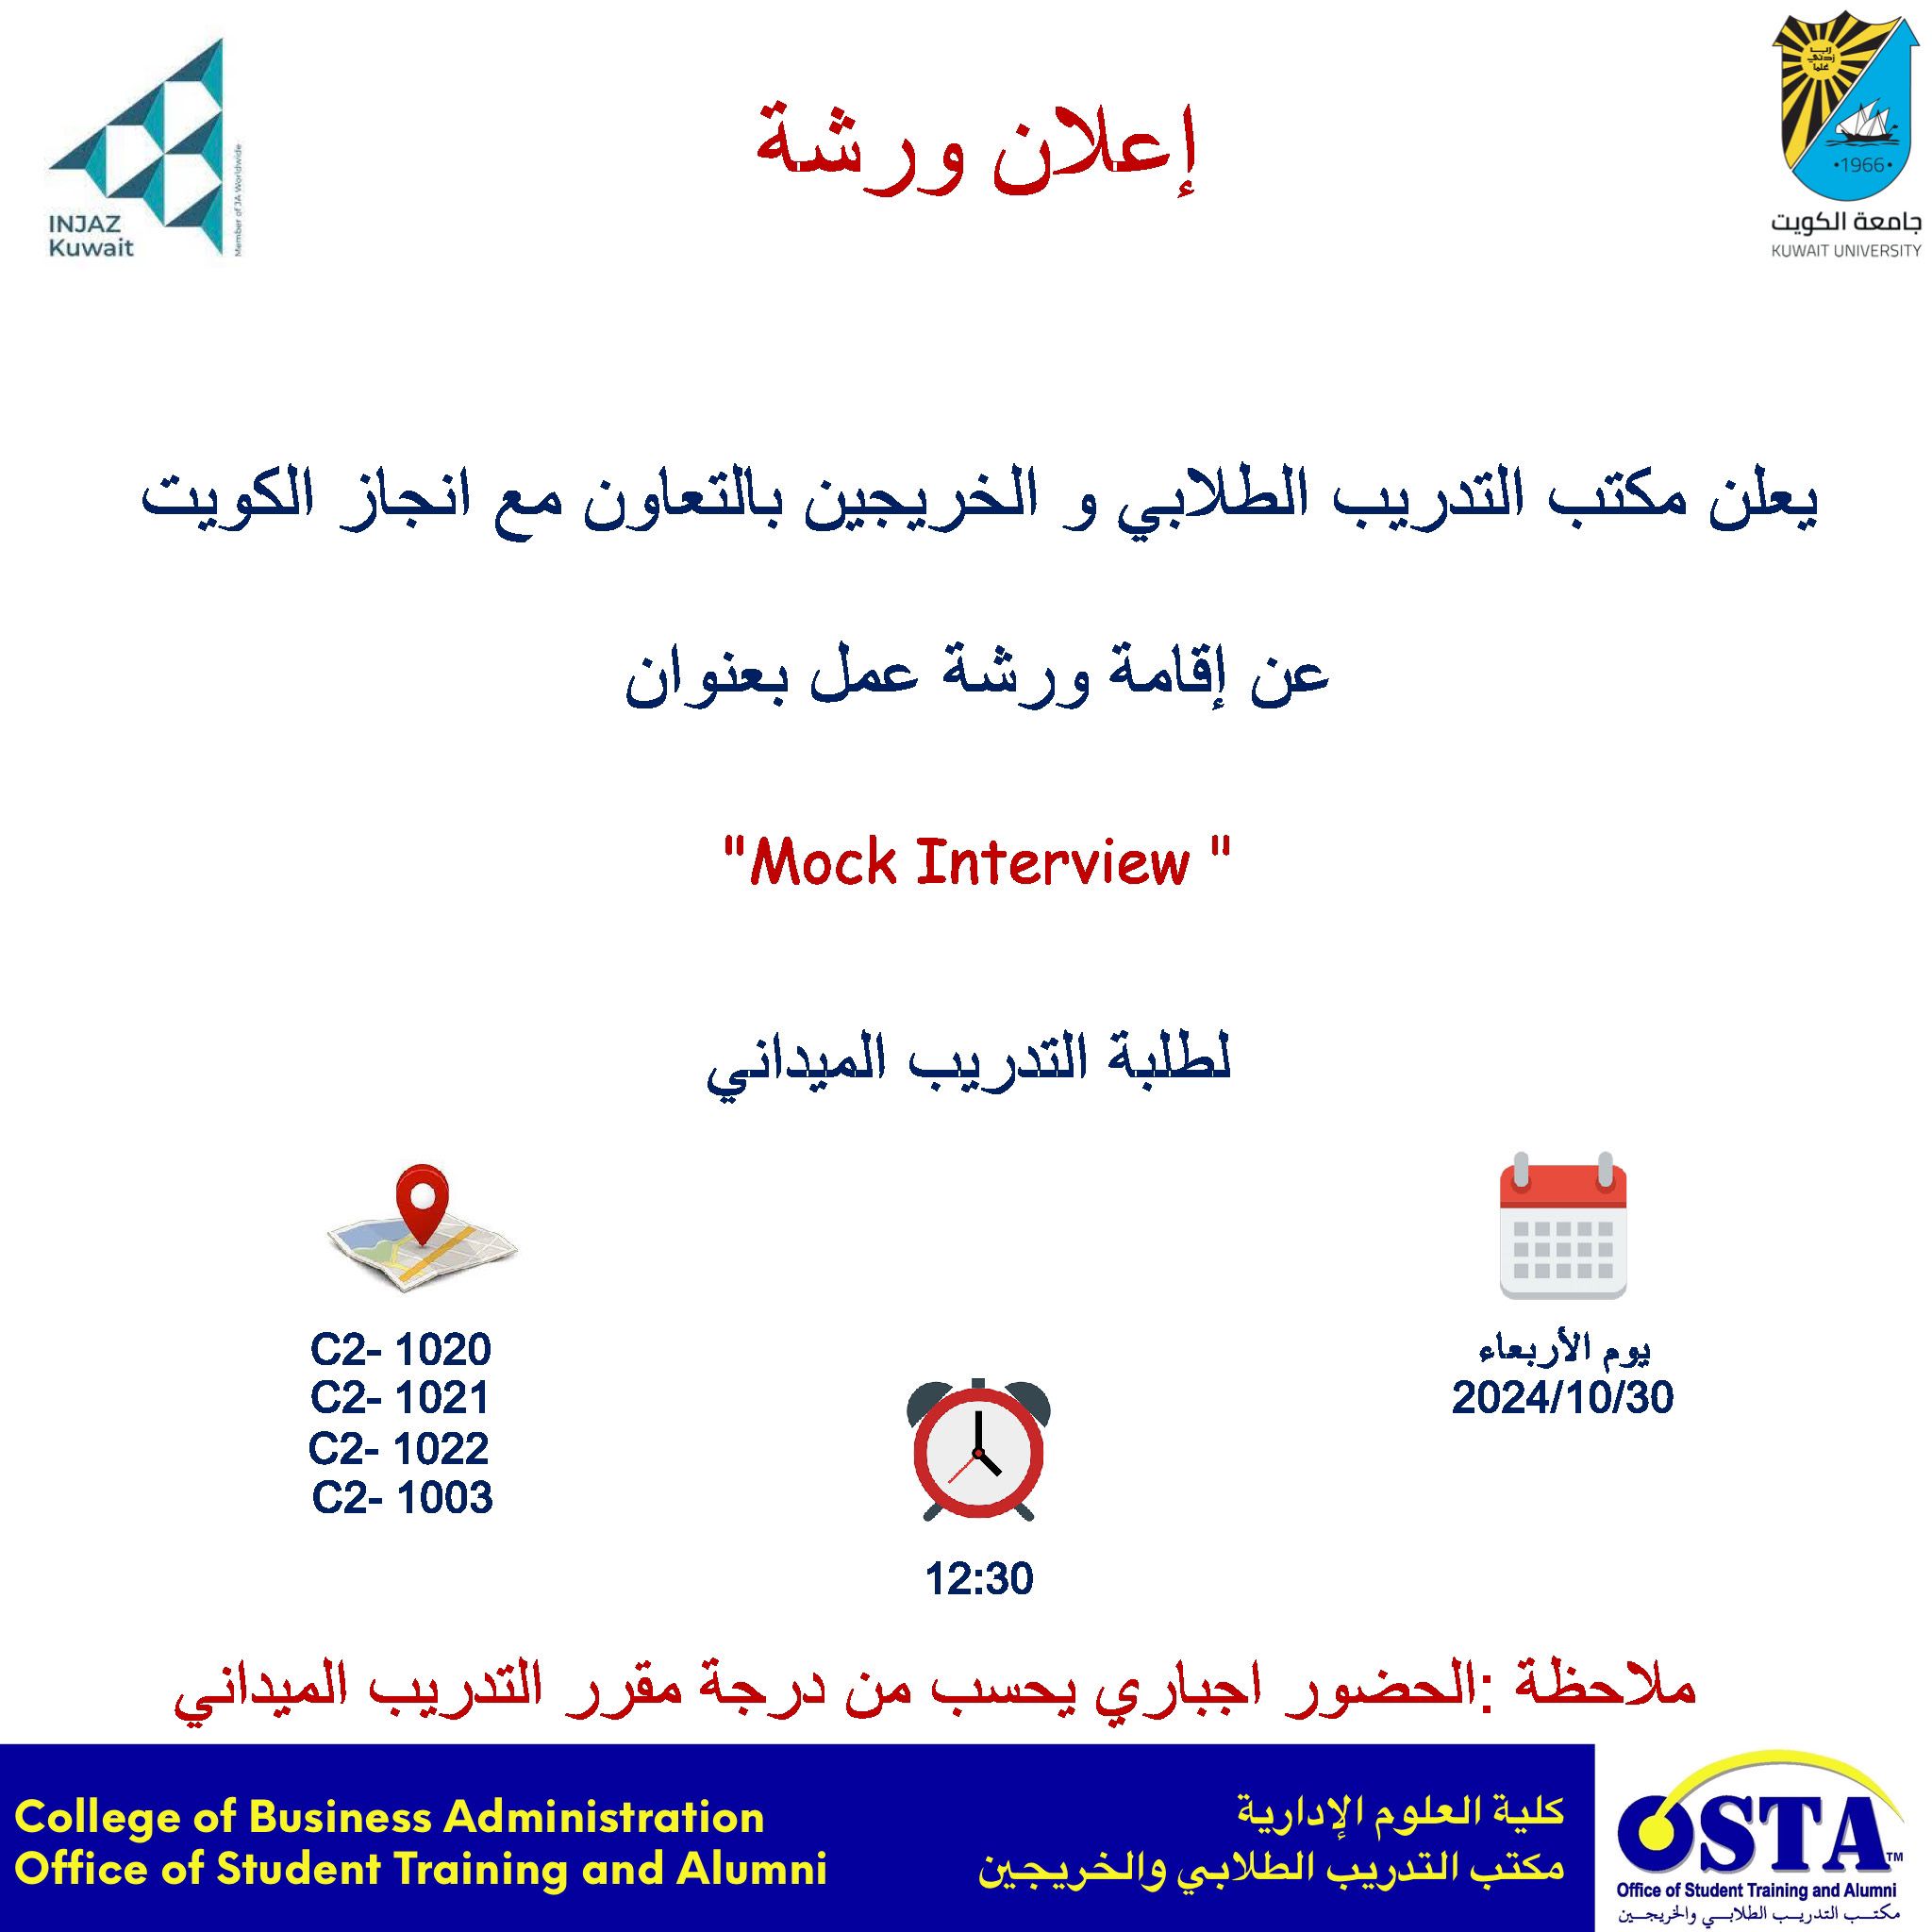 INJAZ
Kuwait
Member of JA Worldwide
رب زدني علما
•1966•
جامعة الكويت
KUWAIT UNIVERSITY
إعلان ورشة
يعلن مكتب التدريب الطلابي و الخريجين بالتعاون مع انجاز الكويت
عن إقامة ورشة عمل بعنوان
"Mock Interview "
لطلبة التدريب الميداني
يوم الأربعاء
2024/10/30
12:30
C2- 1020
C2- 1021
C2- 1022
C2- 1003
ملاحظة :الحضور اجباري يحسب من درجة مقرر التدريب الميداني
كلية العلوم الإدارية
مكتب التدريب الطلابي والخريجين
College of Business Administration
Office of Student Training and Alumni
OSTA™
Office of Student Training and Alumni
مكتب التدريب الطلابي والخريجين